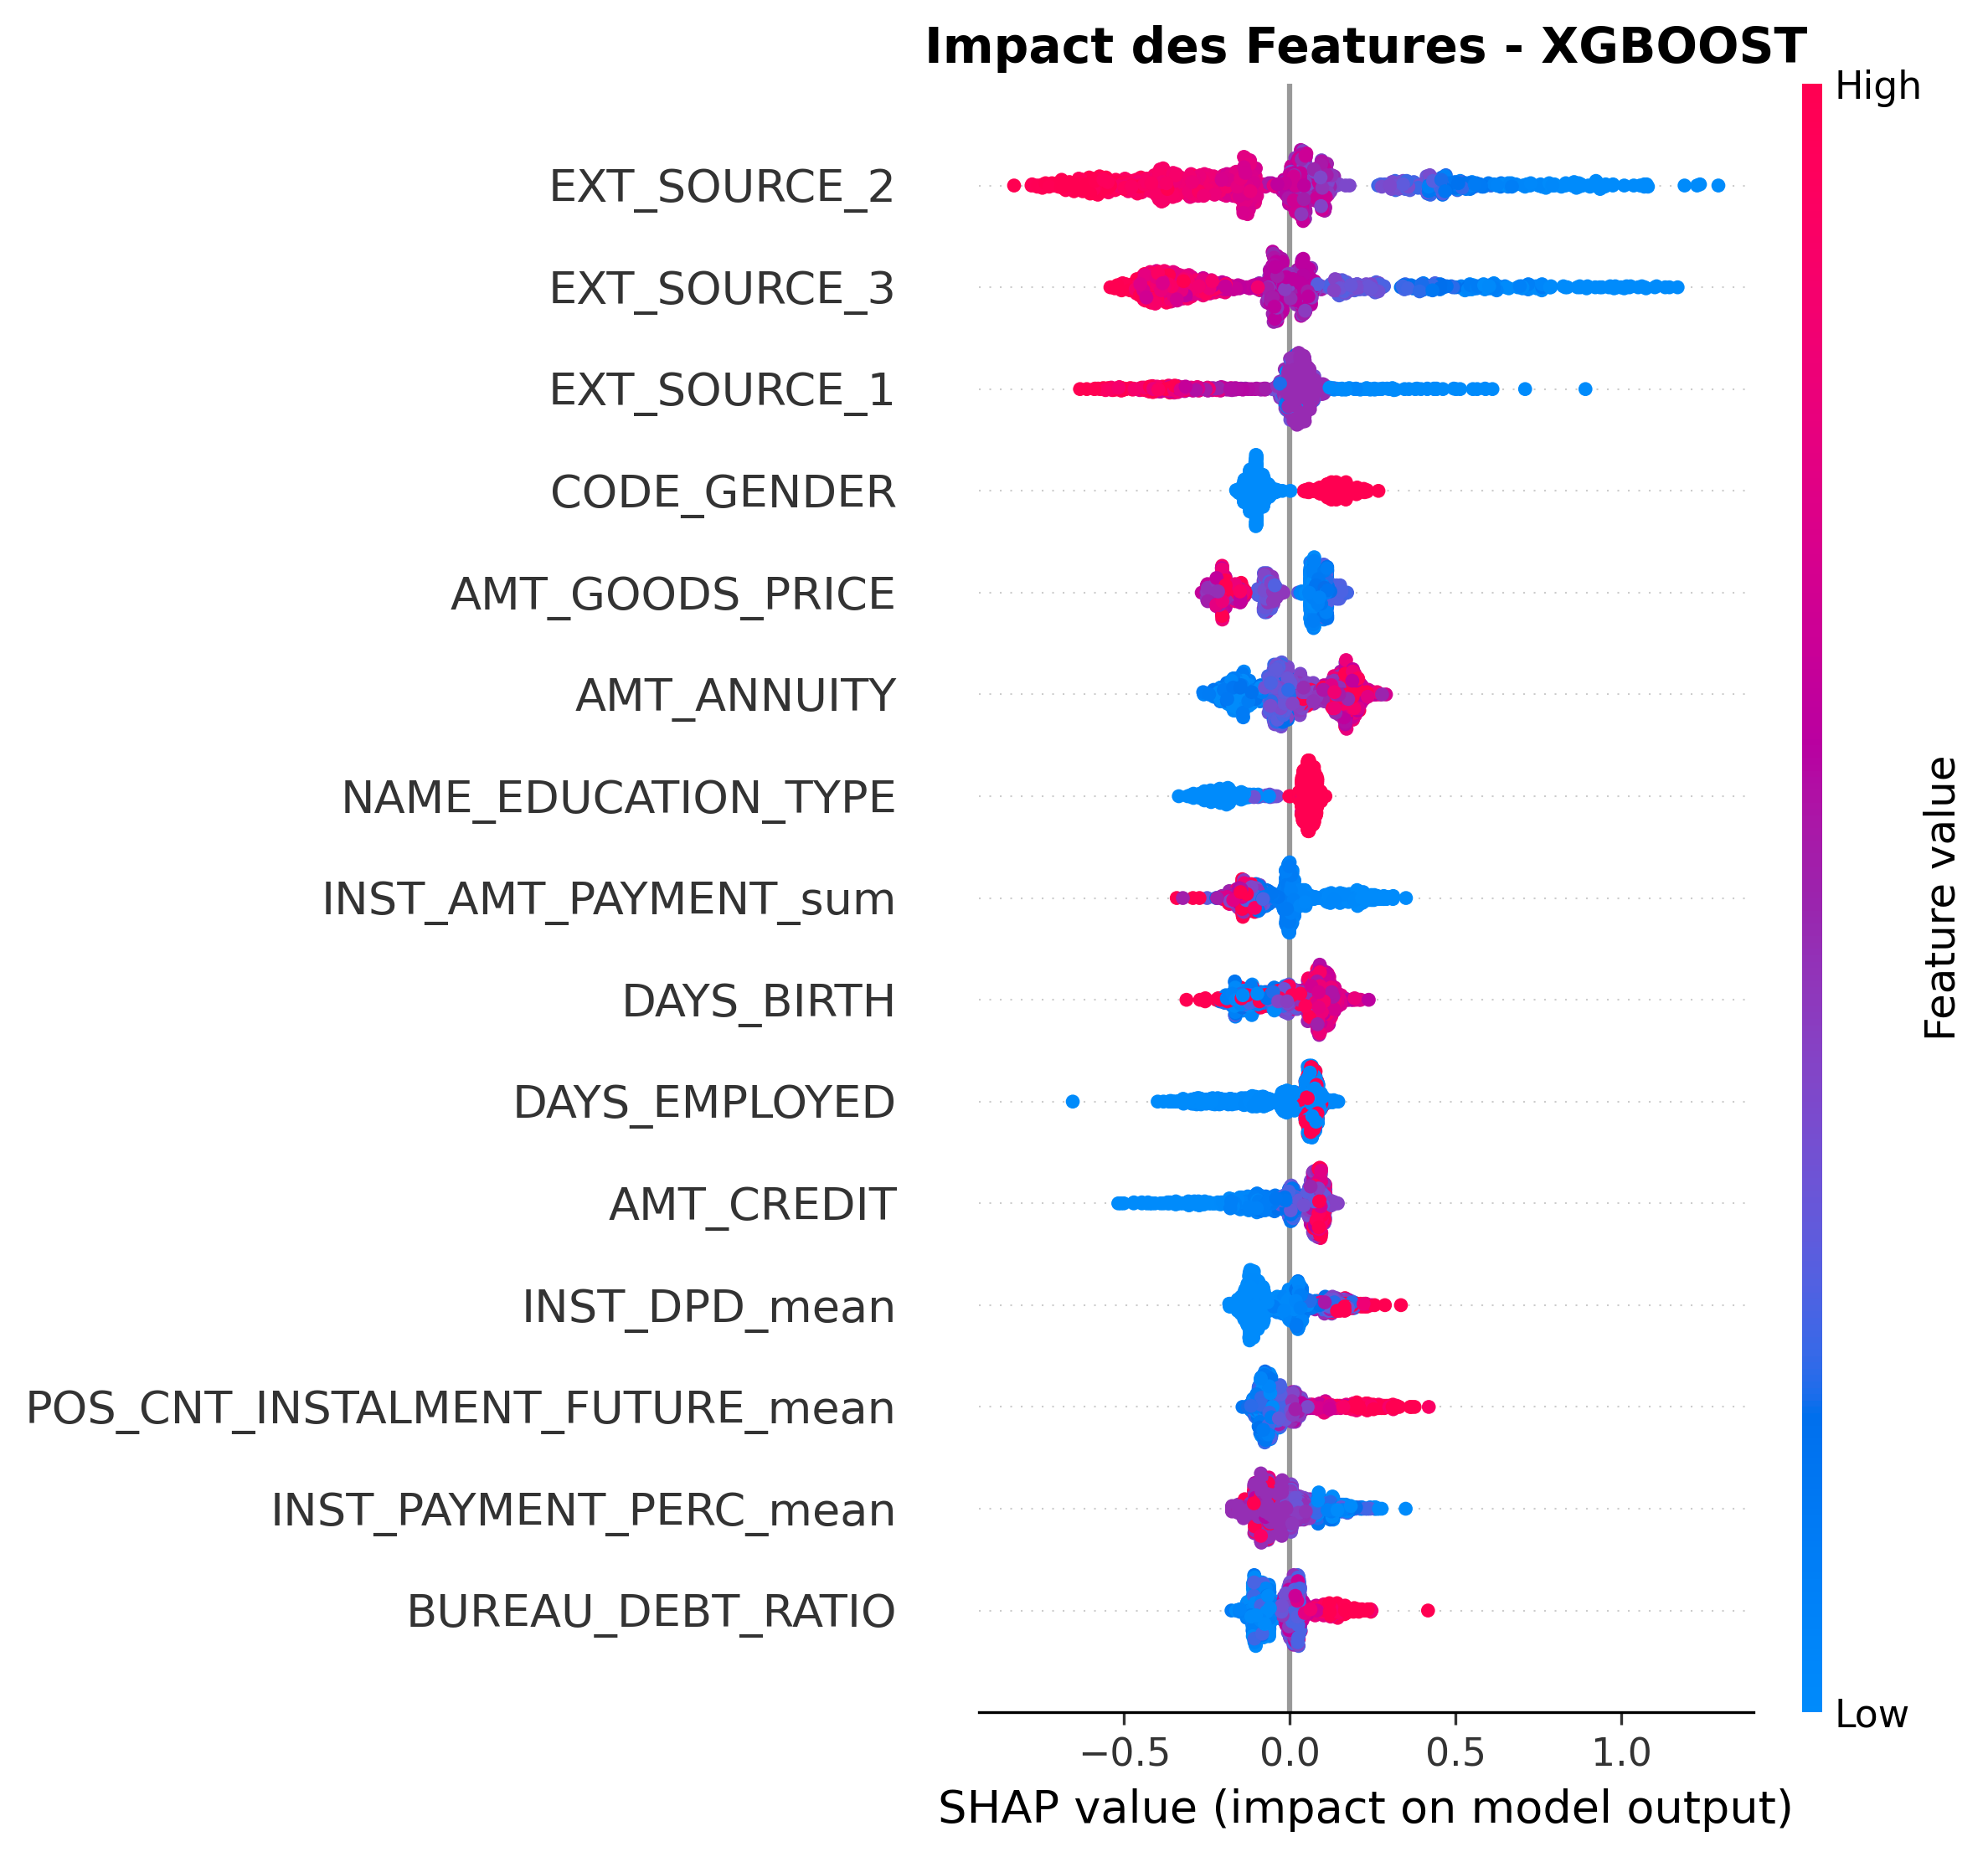 Impact des Features - XGBOOST
High
EXT_SOURCE_2
EXT_SOURCE_3
EXT_SOURCE_1
CODE_GENDER
AMT_GOODS_PRICE
AMT_ANNUITY
NAME_EDUCATION_TYPE
INST_AMT_PAYMENT_sum
DAYS_BIRTH
DAYS_EMPLOYED
AMT_CREDIT
INST_DPD_mean
POS_CNT_INSTALMENT_FUTURE_mean
INST_PAYMENT_PERC_mean
BUREAU_DEBT_RATIO
Feature value
Low
−0.5 0.0 0.5 1.0
SHAP value (impact on model output)